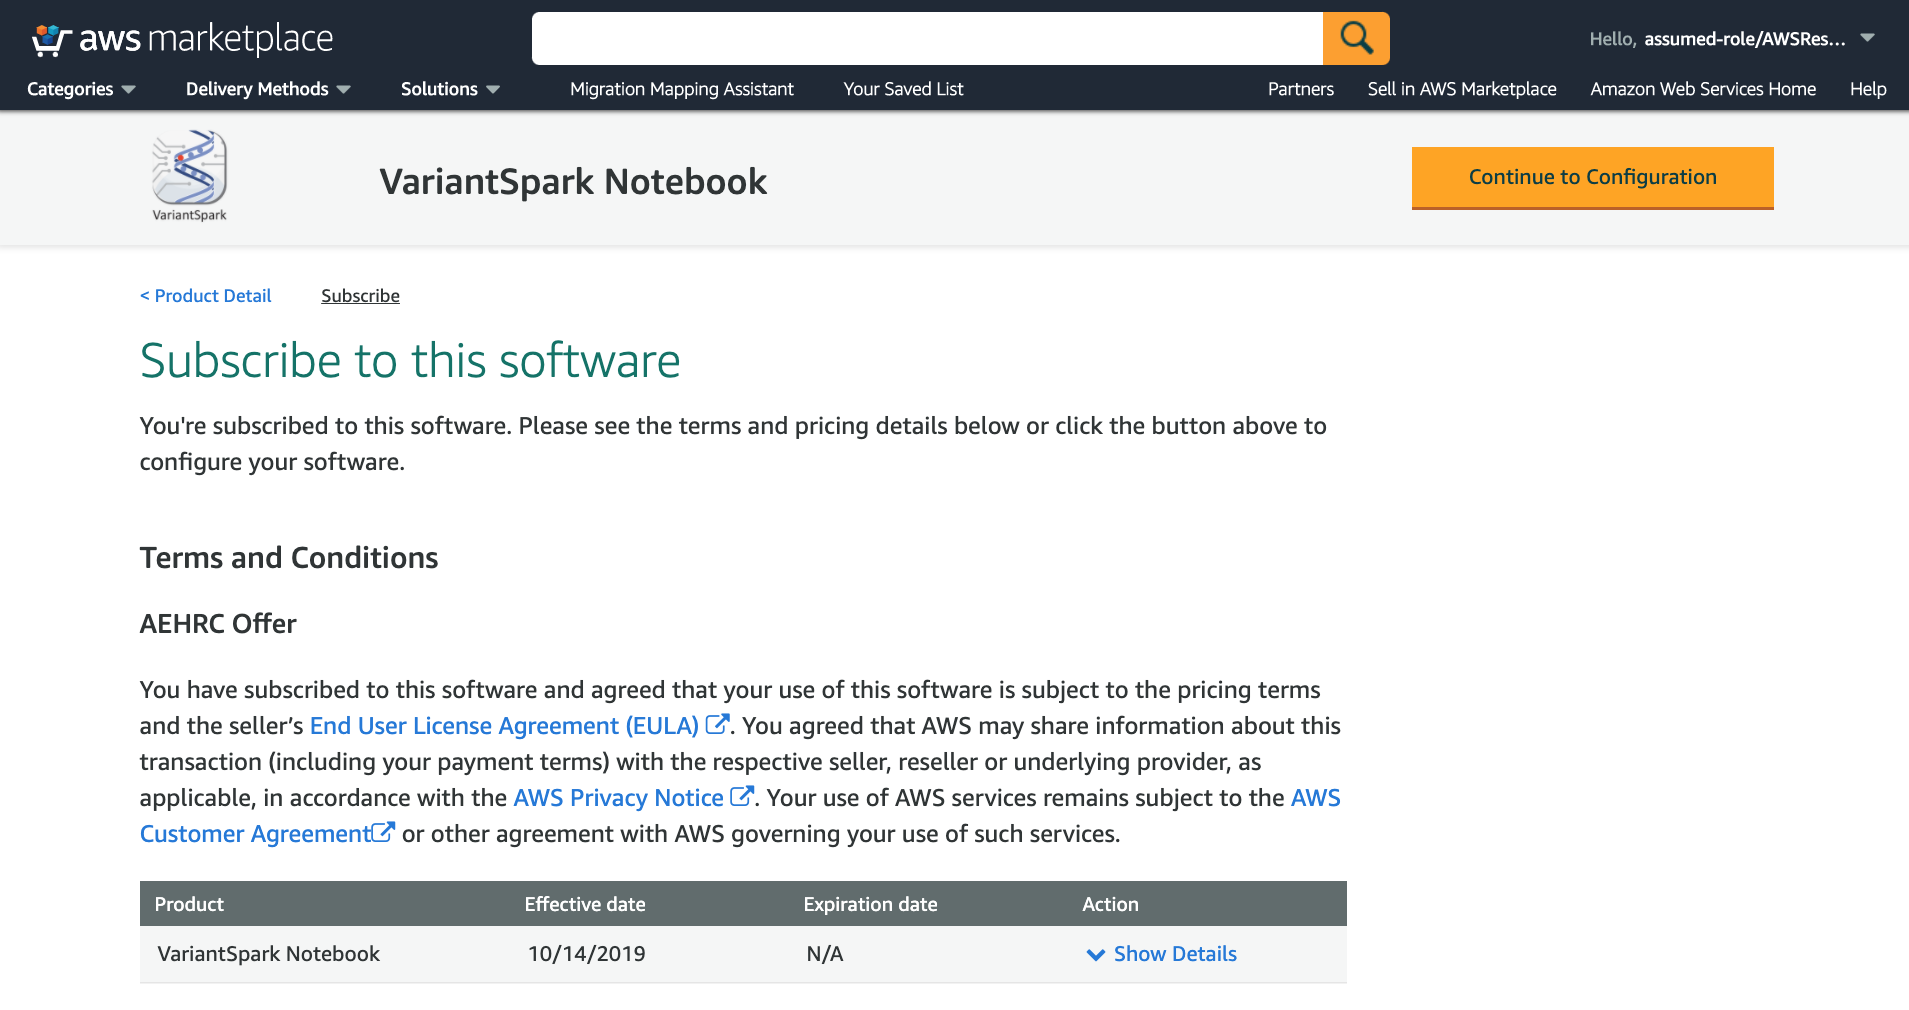 aws marketplace
Hello, assumed-role/AWSRes...
Categories Delivery Methods Solutions Migration Mapping Assistant Your Saved List Partners Sell in AWS Marketplace Amazon Web Services Home Help
VariantSpark
VariantSpark Notebook
Continue to Configuration
< Product Detail Subscribe
Subscribe to this software
You're subscribed to this software. Please see the terms and pricing details below or click the button above to
configure your software.
Terms and Conditions
AEHRC Offer
You have subscribed to this software and agreed that your use of this software is subject to the pricing terms
and the seller’s End User License Agreement (EULA). You agreed that AWS may share information about this
transaction (including your payment terms) with the respective seller, reseller or underlying provider, as
applicable, in accordance with the AWS Privacy Notice. Your use of AWS services remains subject to the AWS
Customer Agreement or other agreement with AWS governing your use of such services.
Product Effective date Expiration date Action
VariantSpark Notebook 10/14/2019 N/A Show Details